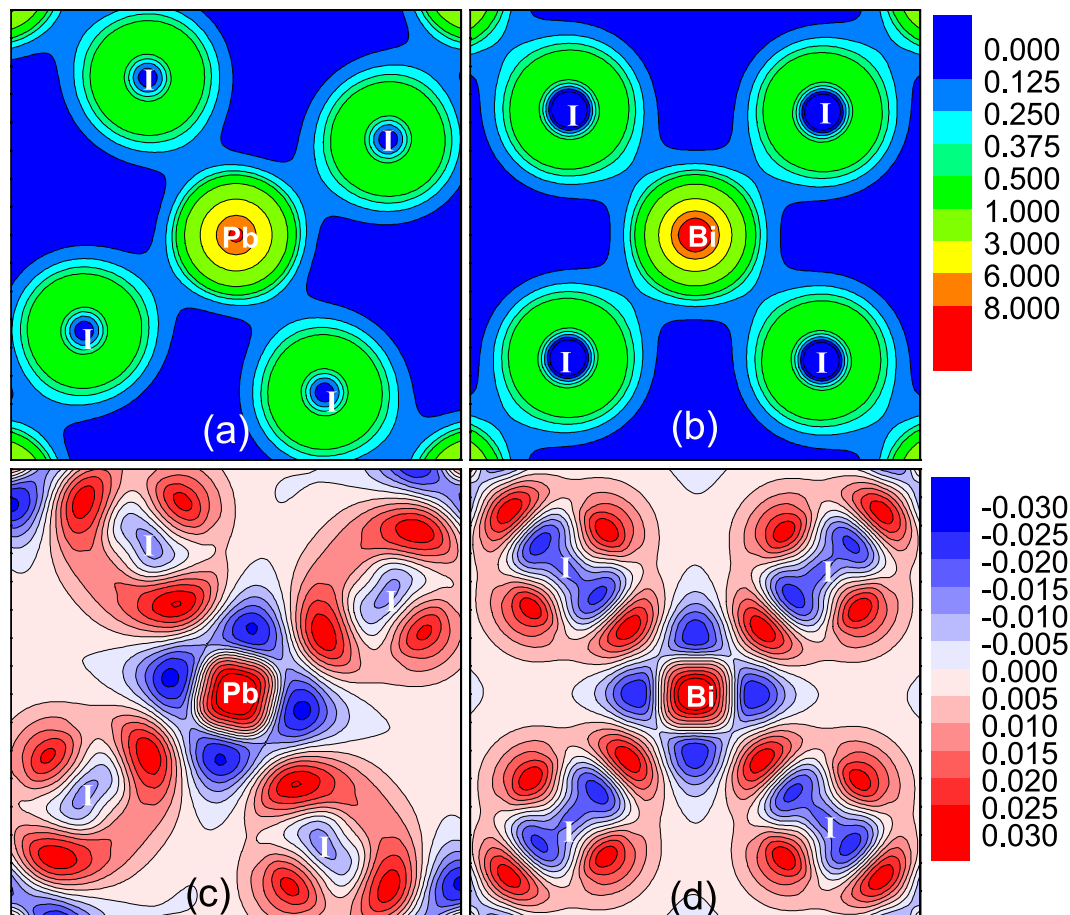 I
I
Pb
I
I
(a)
I
I
Bi
I
I
(b)
0.000
0.125
0.250
0.375
0.500
1.000
3.000
6.000
8.000
I
I
Pb
I
I
(c)
I
I
Bi
I
I
(d)
-0.030
-0.025
-0.020
-0.015
-0.010
-0.005
0.000
0.005
0.010
0.015
0.020
0.025
0.030